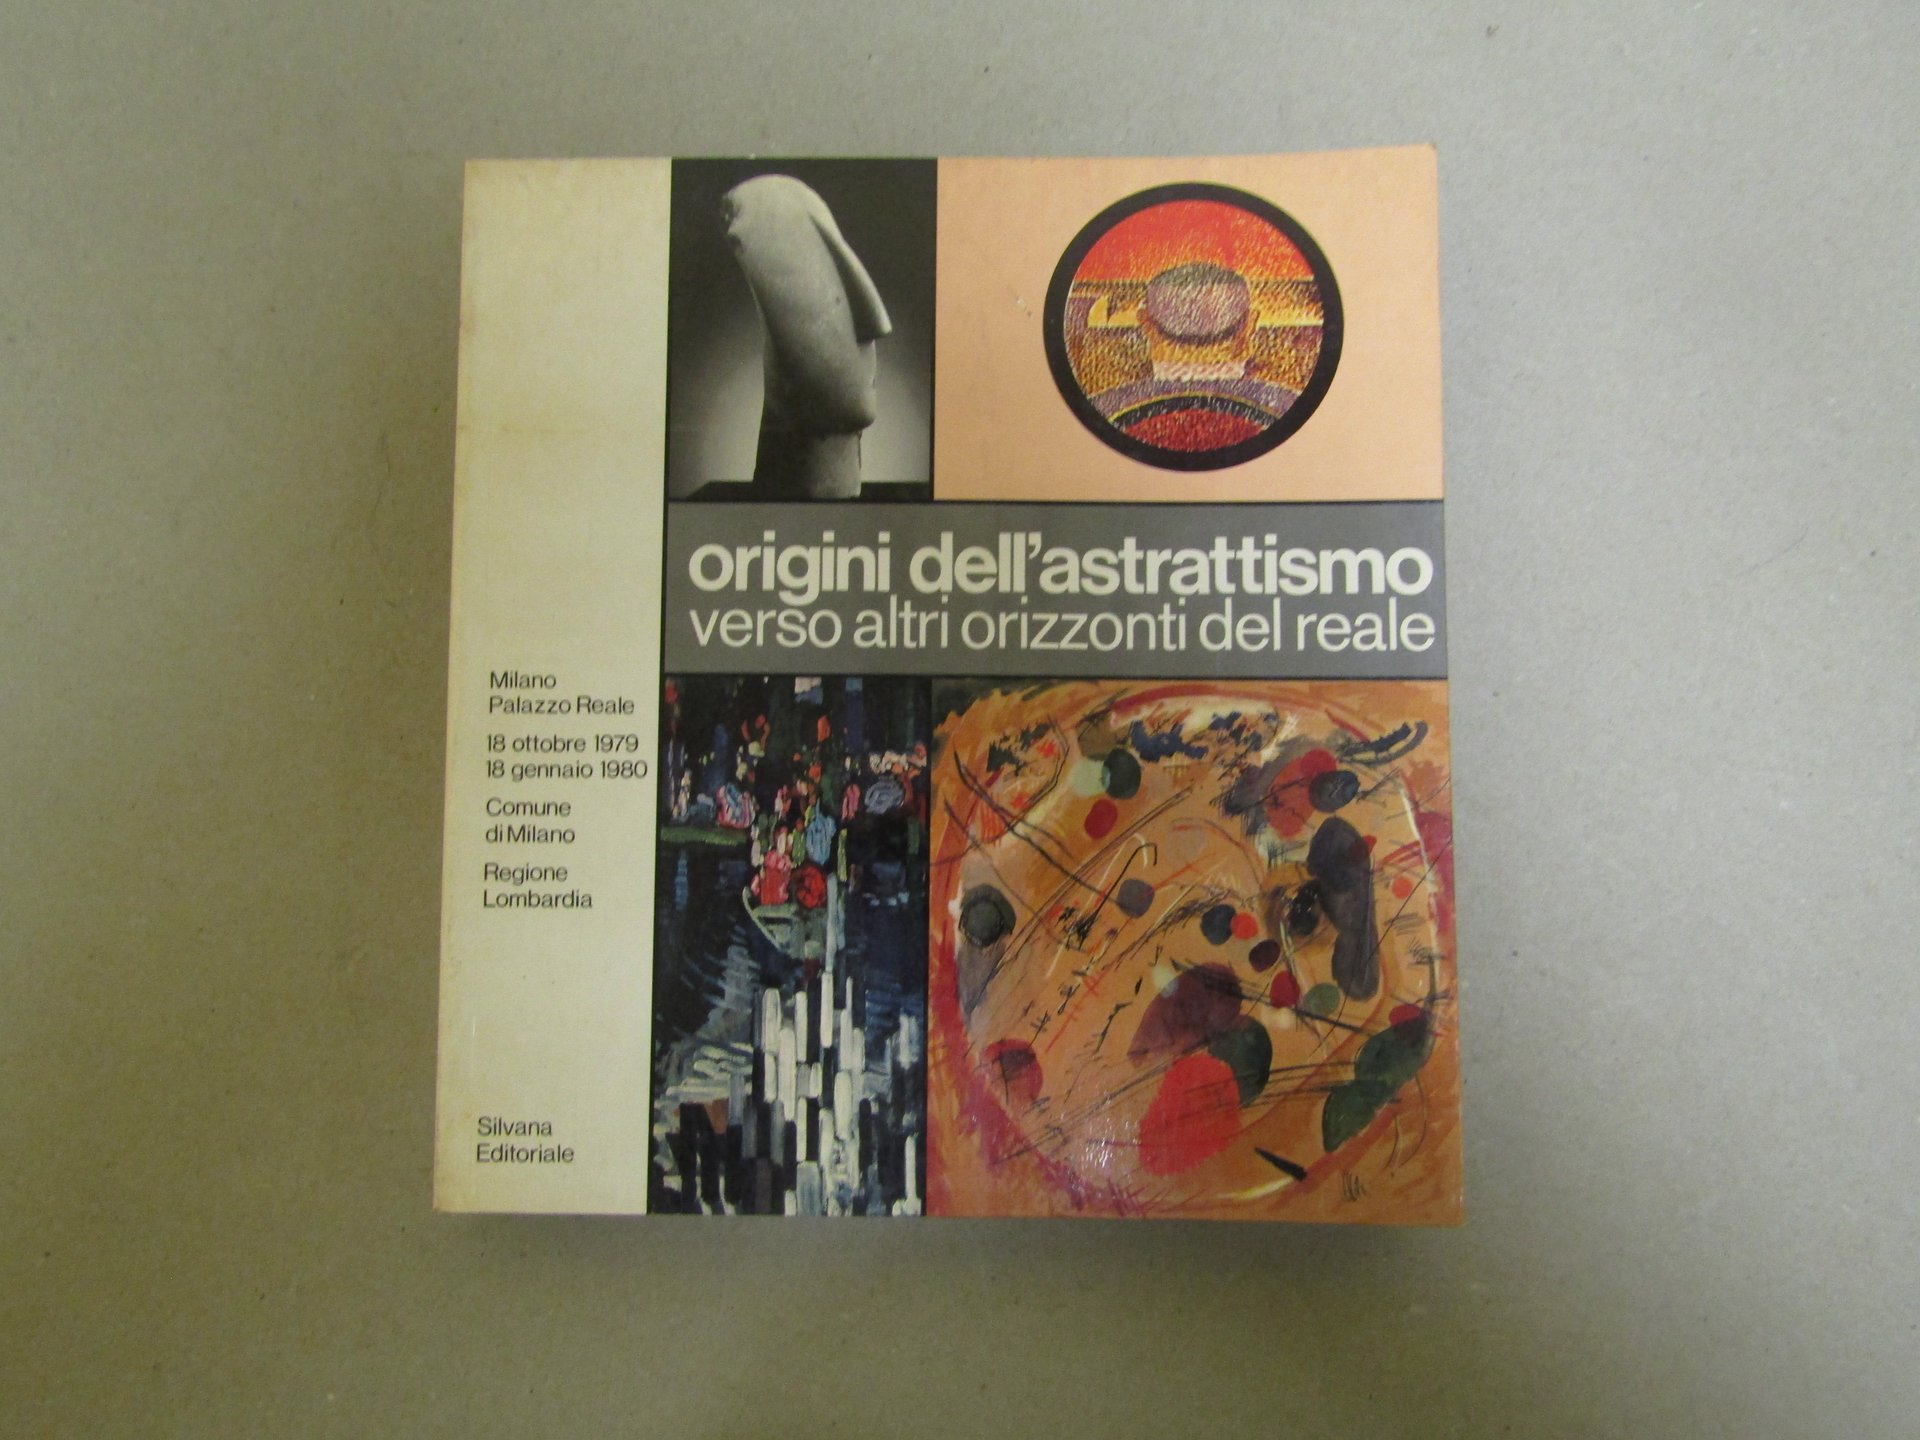 origini dell'astrattismo
verso altri orizzonti del reale
Milano
Palazzo Reale
18 ottobre 1979
18 gennaio 1980
Comune
di Milano
Regione
Lombardia
Silvana
Editoriale